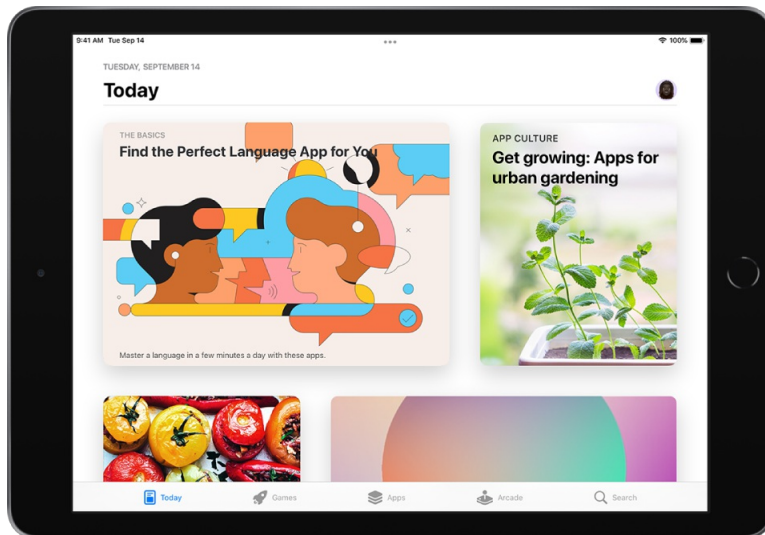 9:41 AM Tue Sep 14
100%
TUESDAY, SEPTEMBER 14
Today
THE BASICS
Find the Perfect Language App for You
Master a language in a few minutes a day with these apps.
APP CULTURE
Get growing: Apps for
urban gardening
Today
Games
Apps
Arcade
Search